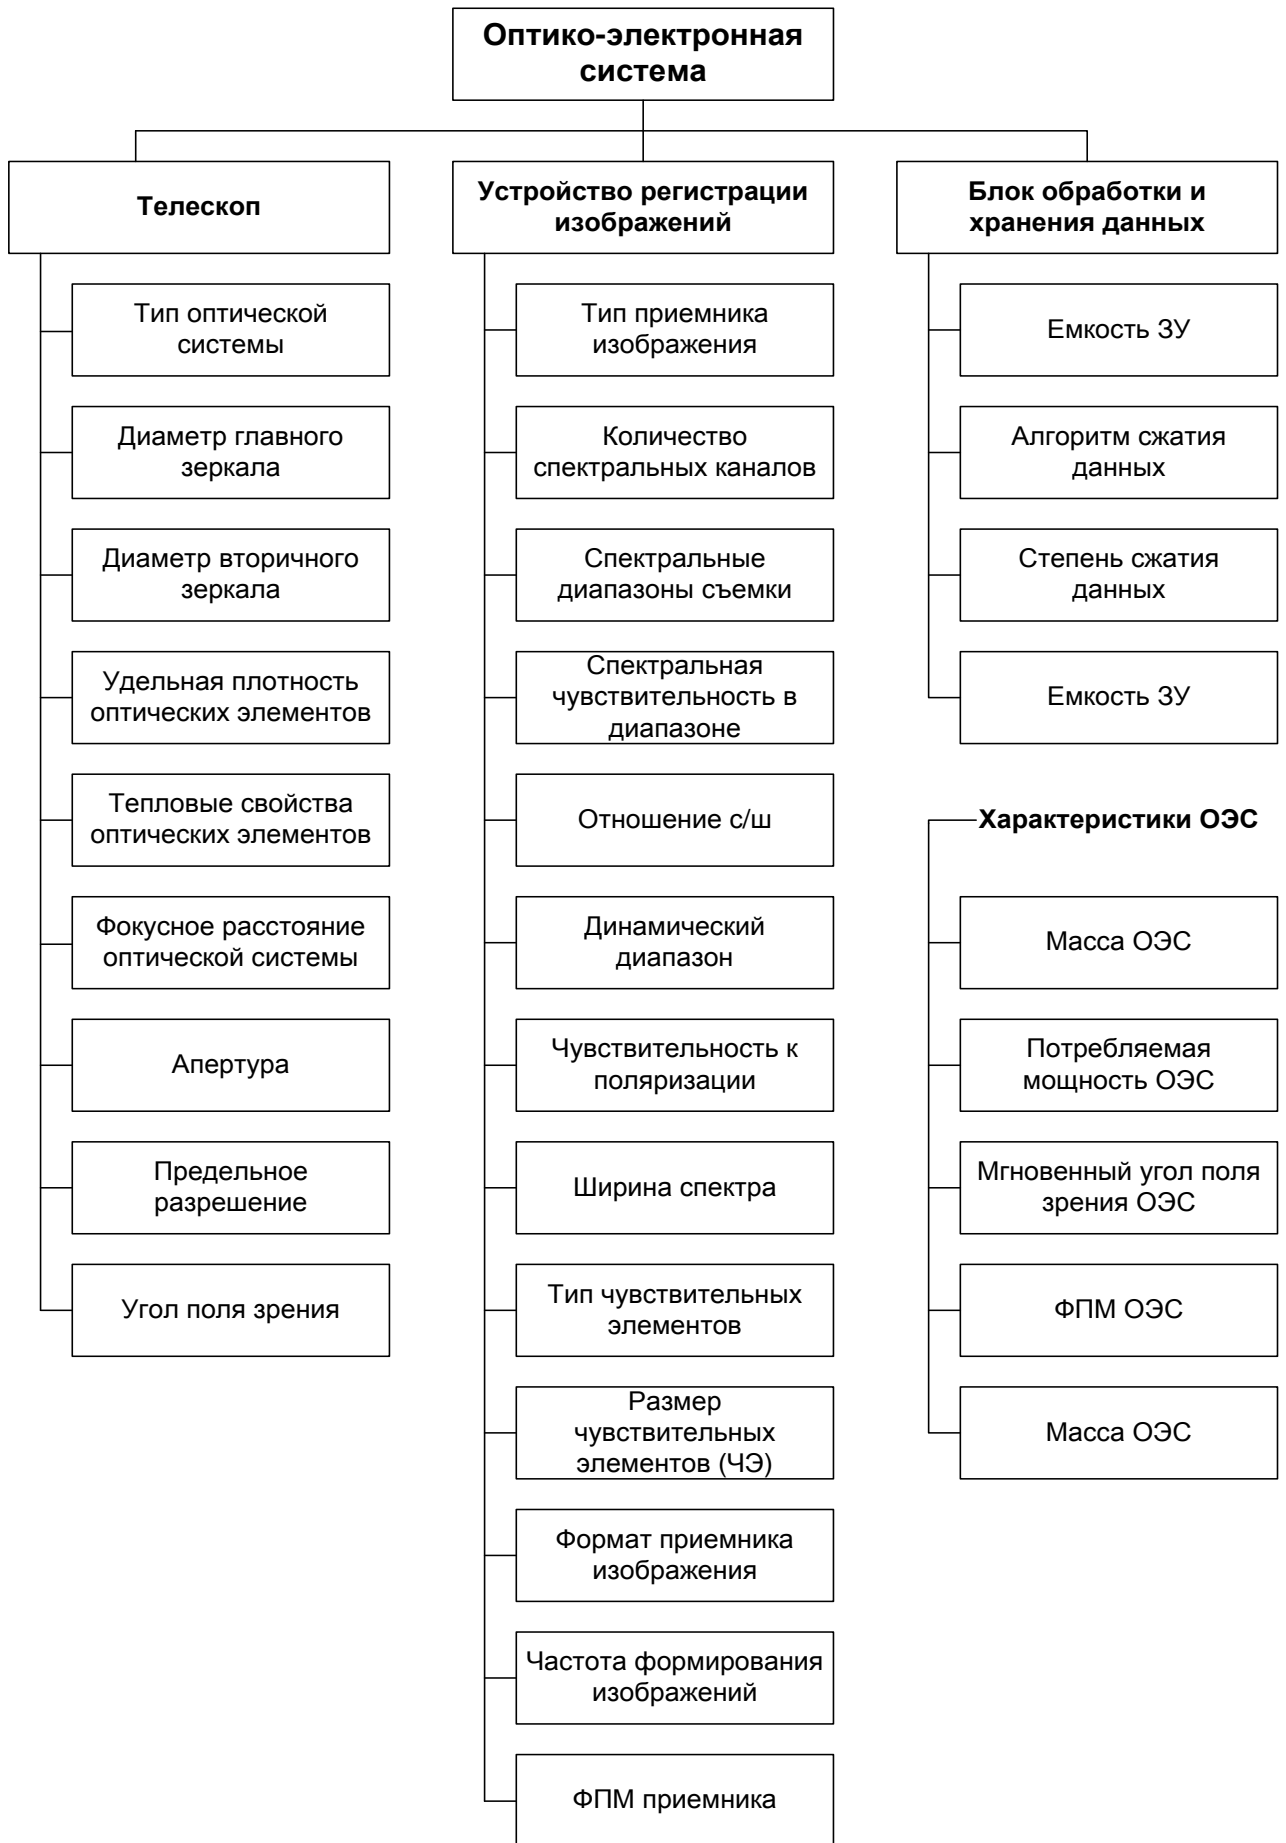 Оптико-электронная
система
Телескоп
Тип оптической
системы
Диаметр главного
зеркала
Диаметр вторичного
зеркала
Удельная плотность
оптических элементов
Тепловые свойства
оптических элементов
Фокусное расстояние
оптической системы
Апертура
Предельное
разрешение
Угол поля зрения
Устройство регистрации
изображений
Тип приемника
изображения
Количество
спектральных каналов
Спектральные
диапазоны съемки
Спектральная
чувствительность в
диапазоне
Отношение с/ш
Динамический
диапазон
Чувствительность к
поляризации
Ширина спектра
Тип чувствительных
элементов
Размер
чувствительных
элементов (ЧЭ)
Формат приемника
изображения
Частота формирования
изображений
ФПМ приемника
Блок обработки и
хранения данных
Емкость ЗУ
Алгоритм сжатия
данных
Степень сжатия
данных
Емкость ЗУ
Характеристики ОЭС
Масса ОЭС
Потребляемая
мощность ОЭС
Мгновенный угол поля
зрения ОЭС
ФПМ ОЭС
Масса ОЭС